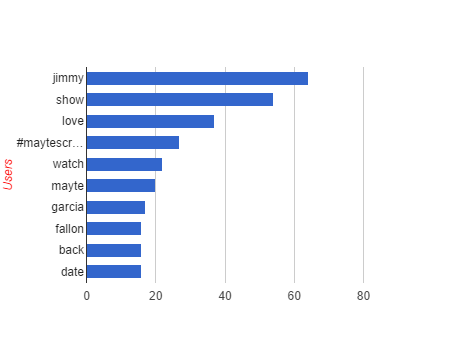 jimmy
show
love
#maytescr...
watch
mayte
garcia
fallon
back
date
Users
0 20 40 60 80